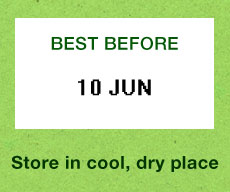 BEST BEFORE
10 JUN
Store in cool, dry place